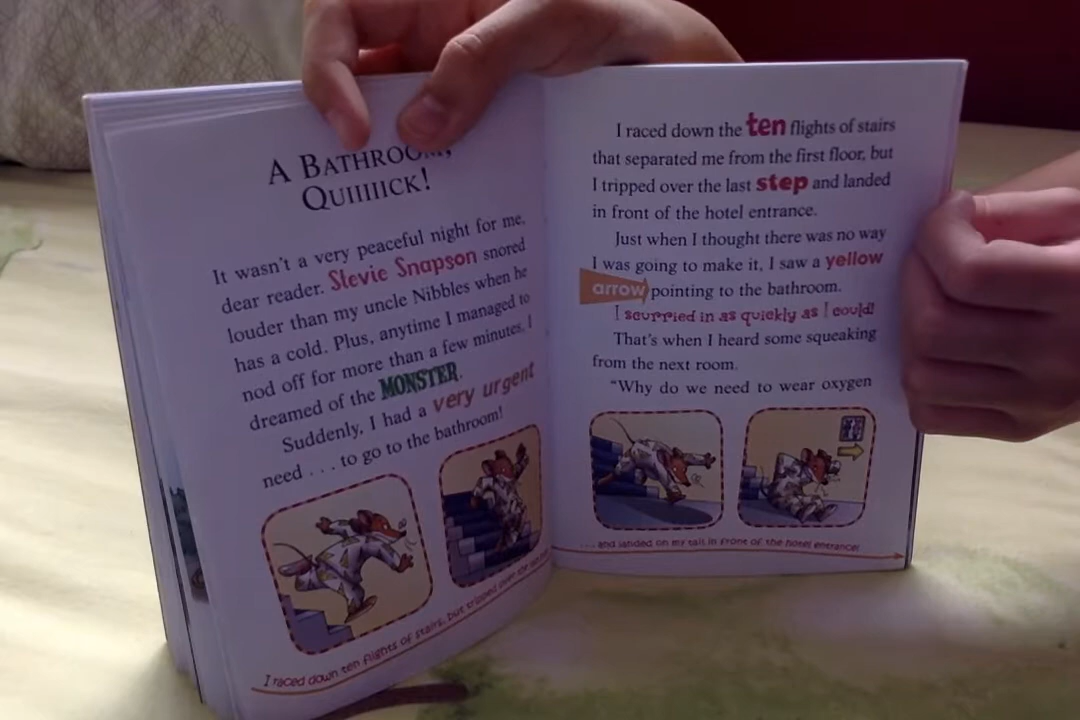 A BATHROOM,
QUIIIIICK!
It wasn't a very peaceful night for me,
dear reader. Stevie Snapson snored
louder than my uncle Nibbles when he
has a cold. Plus, anytime I managed to
nod off for more than a few minutes, I
dreamed of the MONSTER.
Suddenly, I had a very urgent
need . . . to go to the bathroom!
I raced down ten flights of stairs, but tripped over the
I raced down the ten flights of stairs
that separated me from the first floor, but
I tripped over the last step and landed
in front of the hotel entrance.
Just when I thought there was no way
I was going to make it, I saw a yellow
arrow pointing to the bathroom.
I scurried in as quickly as I could!
That's when I heard some squeaking
from the next room.
"Why do we need to wear oxygen
. . . and landed on my tail in front of the hotel entrance!